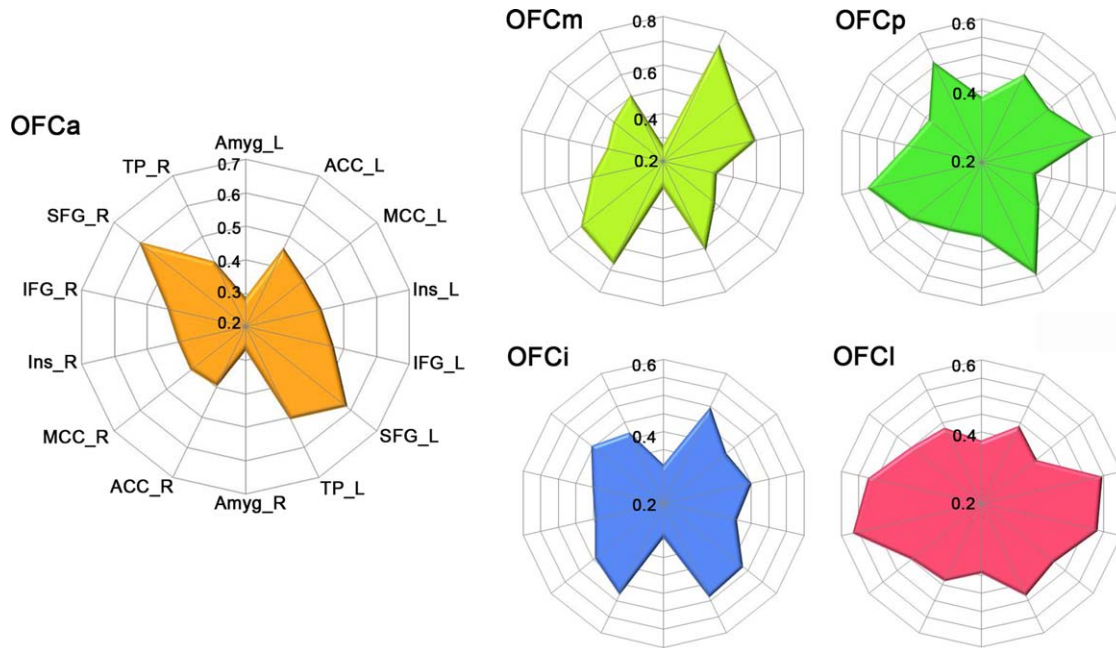 OFCa
Amyg_L
ACC_L
MCC_L
Ins_L
IFG_L
SFG_L
TP_L
Amyg_R
ACC_R
MCC_R
Ins_R
IFG_R
SFG_R
TP_R
0.7
0.6
0.5
0.4
0.3
0.2
OFCm
0.8
0.6
0.4
0.2
OFCp
0.6
0.4
0.2
OFCi
0.6
0.4
0.2
OFCl
0.6
0.4
0.2